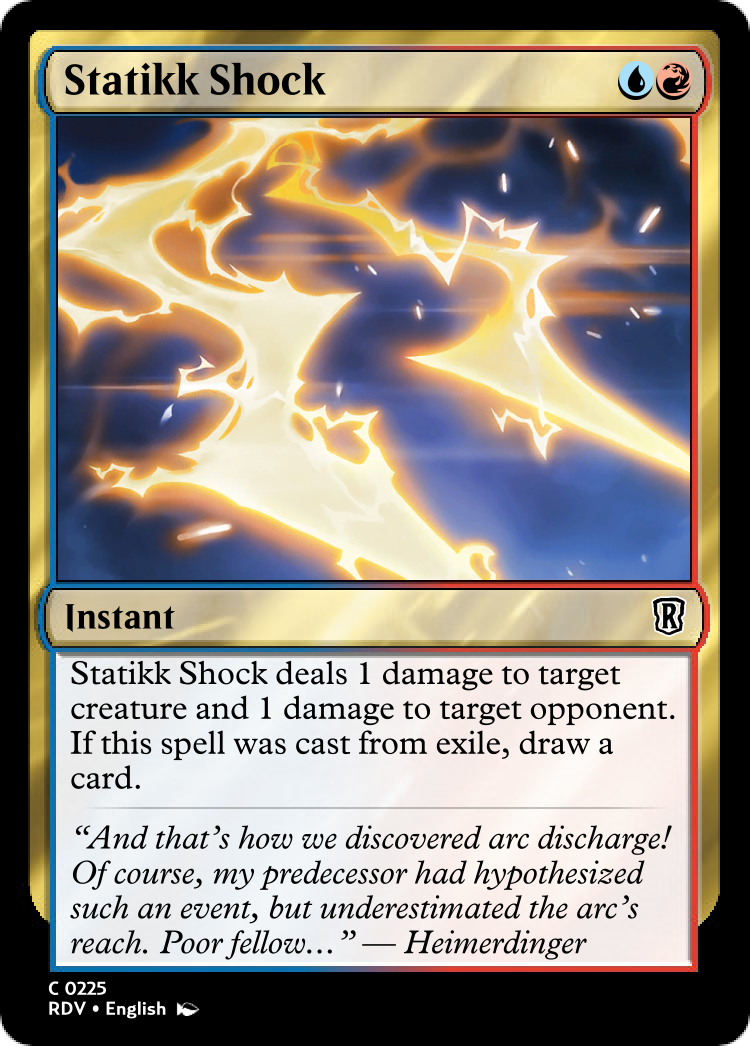 Statikk Shock
Instant
R
Statikk Shock deals 1 damage to target
creature and 1 damage to target opponent.
If this spell was cast from exile, draw a
card.
“And that’s how we discovered arc discharge!
Of course, my predecessor had hypothesized
such an event, but underestimated the arc’s
reach. Poor fellow…” — Heimerdinger
C 0225
RDV • English